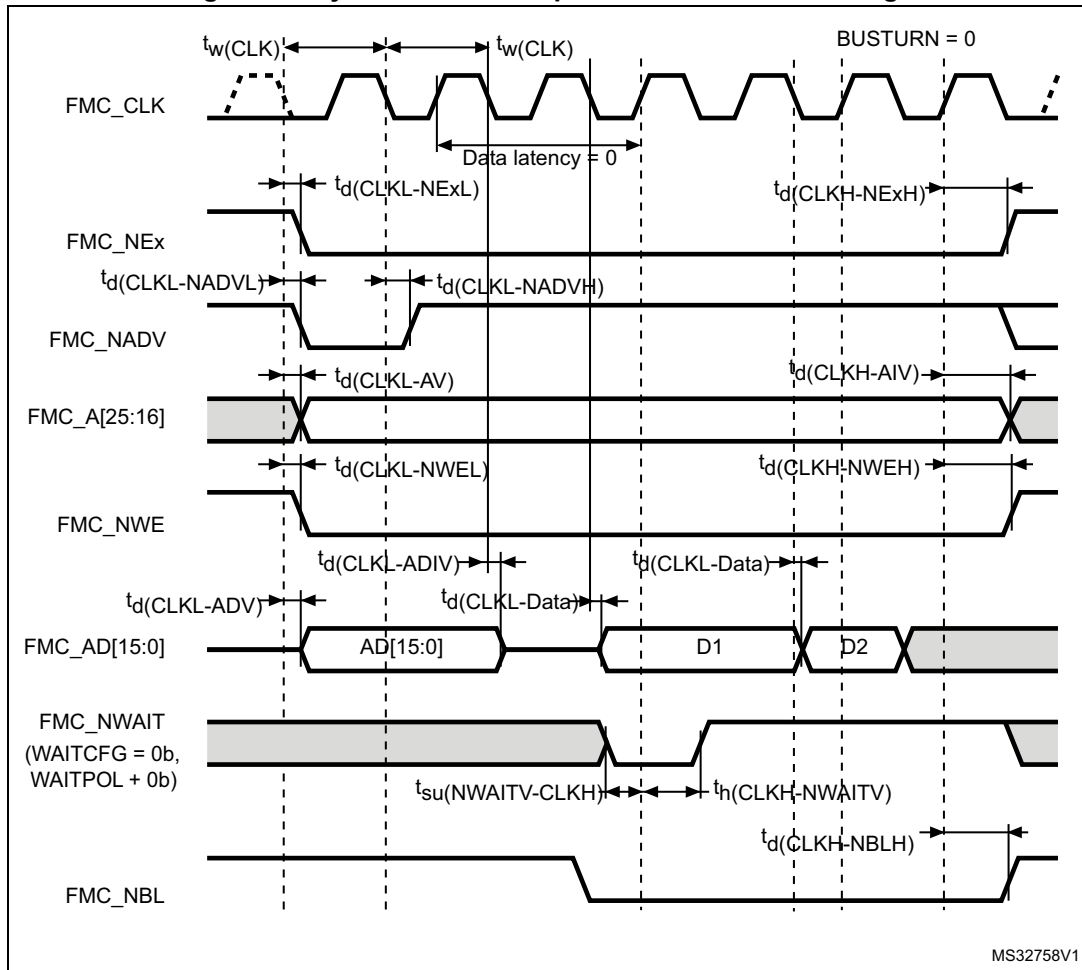 tw(CLK) tw(CLK) BUSTURN = 0
FMC_CLK
Data latency = 0
td(CLKL-NExL) td(CLKH-NExH)
FMC_NEx
td(CLKL-NADVL) td(CLKL-NADVH)
FMC_NADV
td(CLKL-AV) td(CLKH-AIV)
FMC_A[25:16]
td(CLKL-NWEL) td(CLKH-NWEH)
FMC_NWE
td(CLKL-ADIV) td(CLKL-Data)
td(CLKL-ADV) td(CLKL-Data)
FMC_AD[15:0] AD[15:0] D1 D2
FMC_NWAIT
(WAITCFG = 0b,
WAITPOL + 0b)
tsu(NWAITV-CLKH) th(CLKH-NWAITV)
td(CLKH-NBLH)
FMC_NBL
MS32758V1